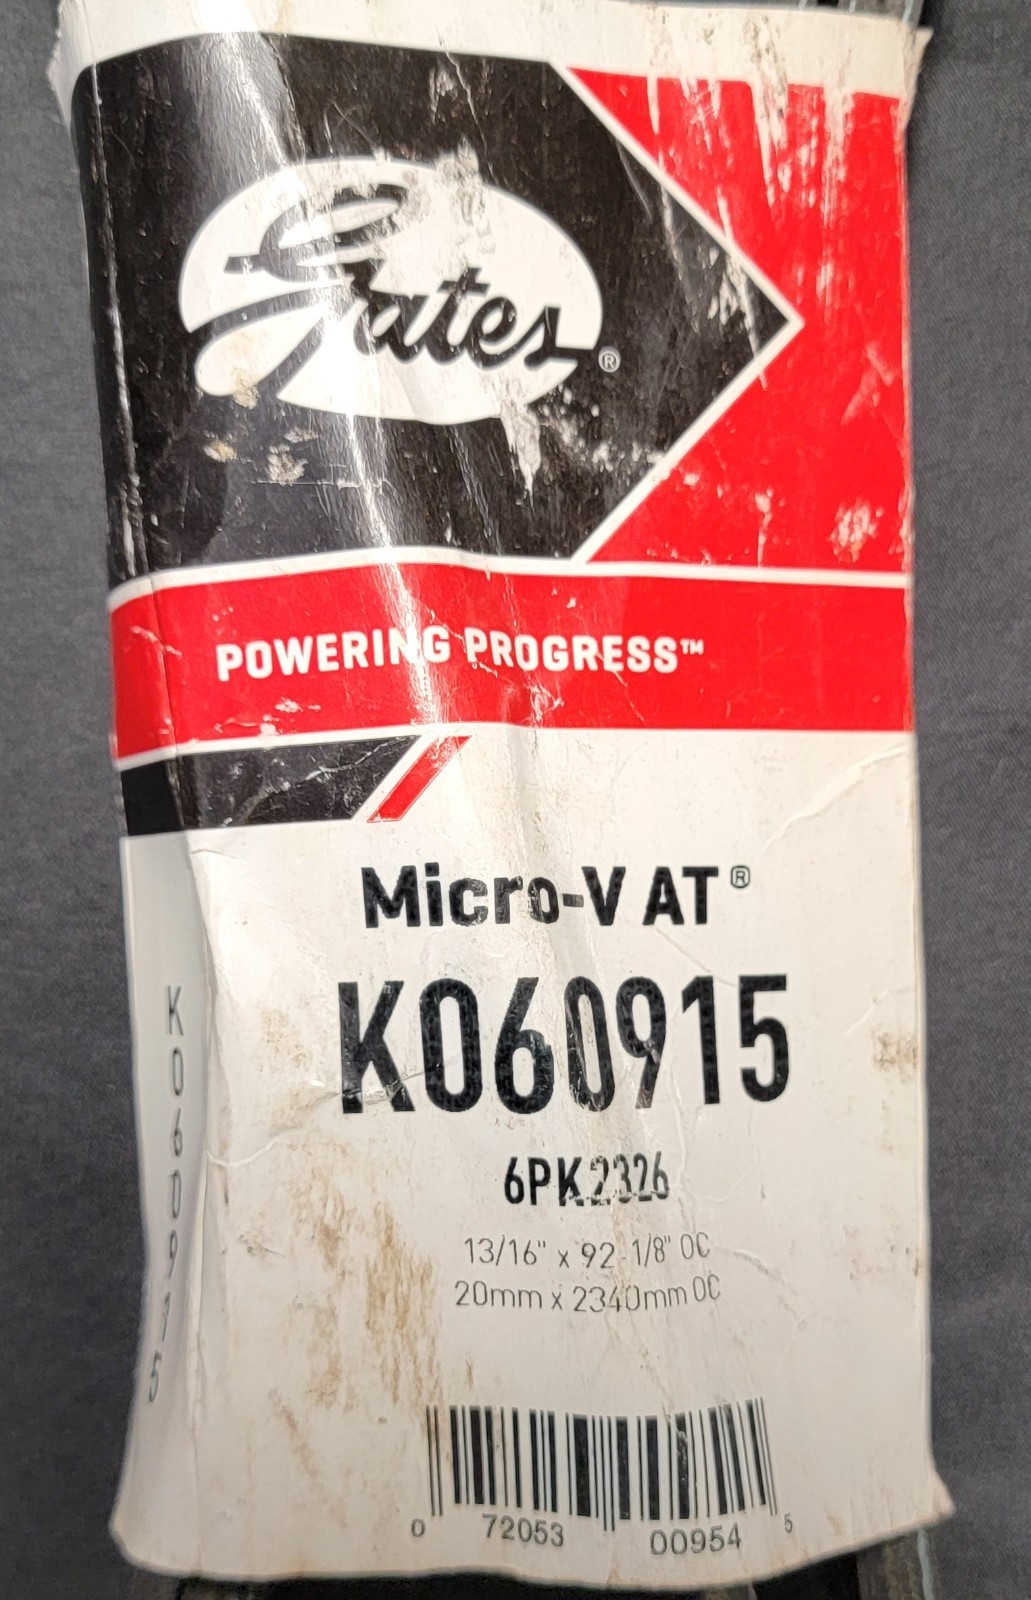 Gates®
POWERING PROGRESS™
Micro-V AT®
K060915
6PK2326
13/16" x 92-1/8" OC
20mm x 2340mm OC
K060915
0 72053 00954 5